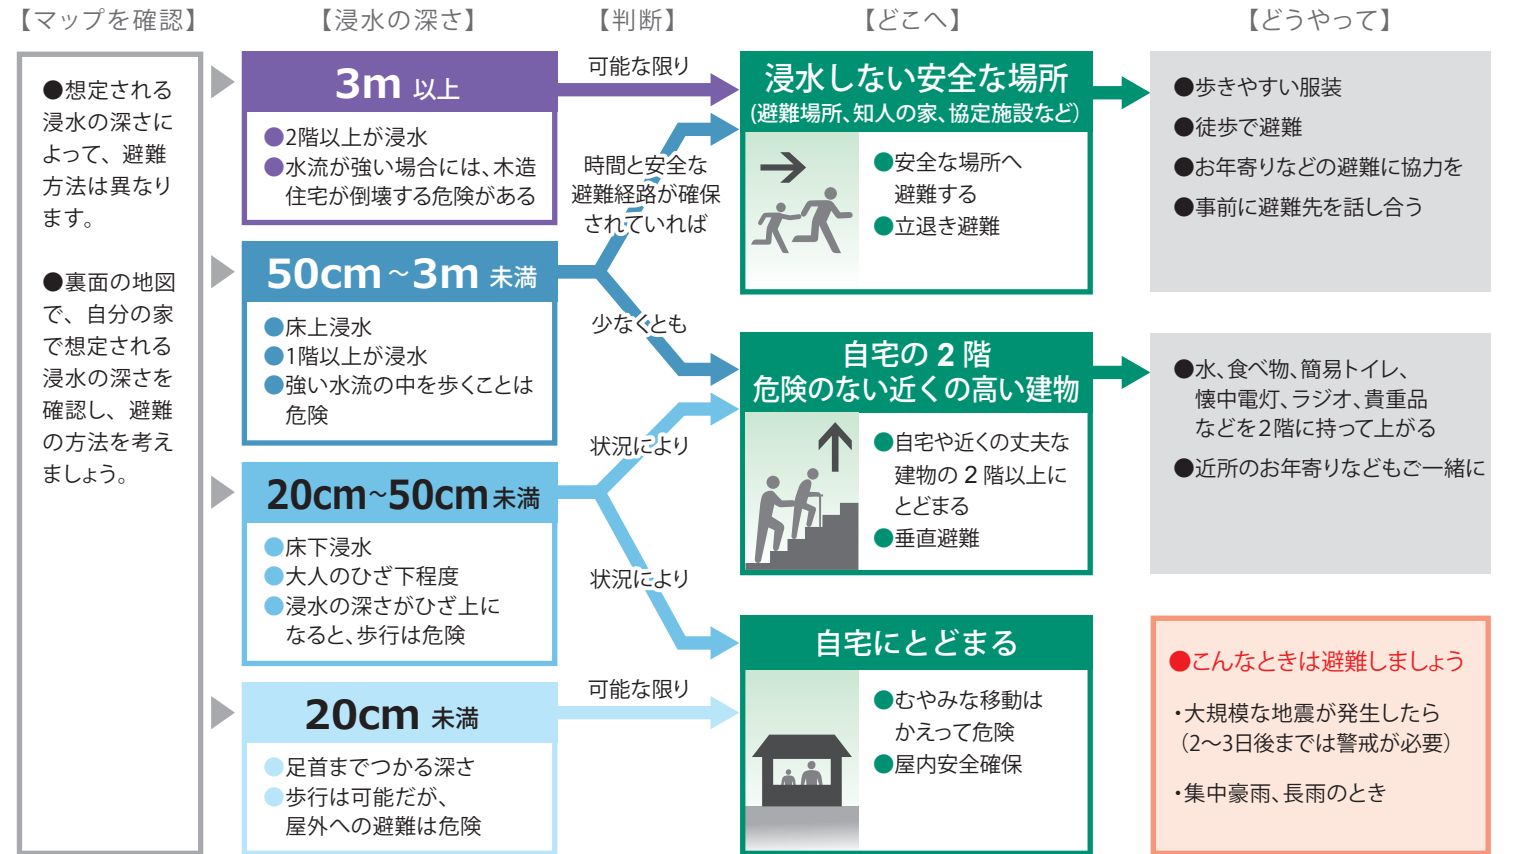 【マップを確認】
【浸水の深さ】
【判断】
【どこへ】
【どうやって】
●想定される
浸水の深さに
よって、避難
方法は異なり
ます。
●裏面の地図
で、自分の家
で想定される
浸水の深さを
確認し、避難
の方法を考え
ましょう。
3m 以上
●2階以上が浸水
●水流が強い場合には、木造
住宅が倒壊する危険がある
50cm～3m 未満
●床上浸水
●1階以上が浸水
●強い水流の中を歩くことは
危険
20cm～50cm未満
●床下浸水
●大人のひざ下程度
●浸水の深さがひざ上に
なると、歩行は危険
20cm 未満
●足首までつかる深さ
●歩行は可能だが、
屋外への避難は危険
可能な限り
時間と安全な
避難経路が確保
されていれば
少なくとも
状況により
状況により
可能な限り
浸水しない安全な場所
(避難場所、知人の家、協定施設など)
●安全な場所へ
避難する
●立退き避難
自宅の 2 階
危険のない近くの高い建物
●自宅や近くの丈夫な
建物の 2 階以上に
とどまる
●垂直避難
自宅にとどまる
●むやみな移動は
かえって危険
●屋内安全確保
●歩きやすい服装
●徒歩で避難
●お年寄りなどの避難に協力を
●事前に避難先を話し合う
●水、食べ物、簡易トイレ、
懐中電灯、ラジオ、貴重品
などを２階に持って上がる
●近所のお年寄りなどもご一緒に
●こんなときは避難しましょう
・大規模な地震が発生したら
（2〜3日後までは警戒が必要）
・集中豪雨、長雨のとき